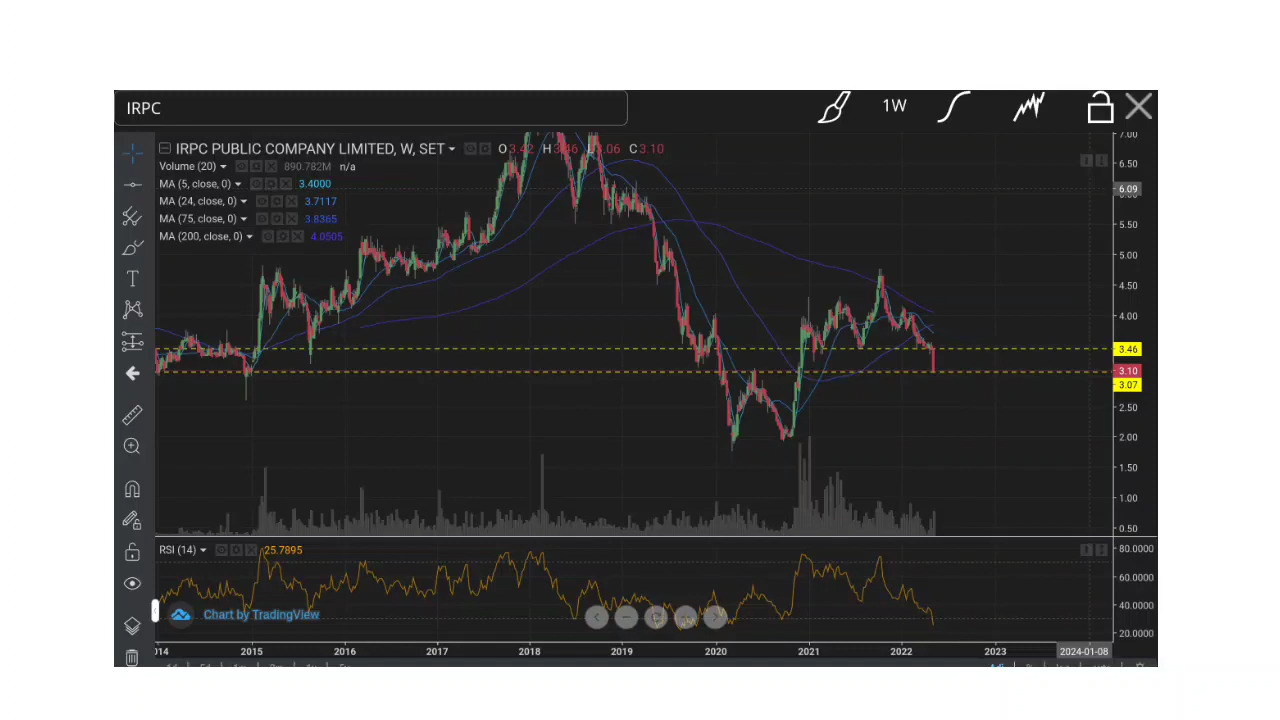 IRPC
1W
IRPC PUBLIC COMPANY LIMITED, W, SET O 3.42 H 3.46 L 3.06 C 3.10
Volume (20) 890.782M n/a
MA (5, close, 0) 3.4000
MA (24, close, 0) 3.7117
MA (75, close, 0) 3.8365
MA (200, close, 0) 4.0505
7.00
6.50
6.09
5.50
5.00
4.50
4.00
3.46
3.10
3.07
2.50
2.00
1.50
1.00
0.50
RSI (14) 25.7895
80.0000
60.0000
40.0000
20.0000
Chart by TradingView
2015 2016 2017 2018 2019 2020 2021 2022 2023 2024-01-08